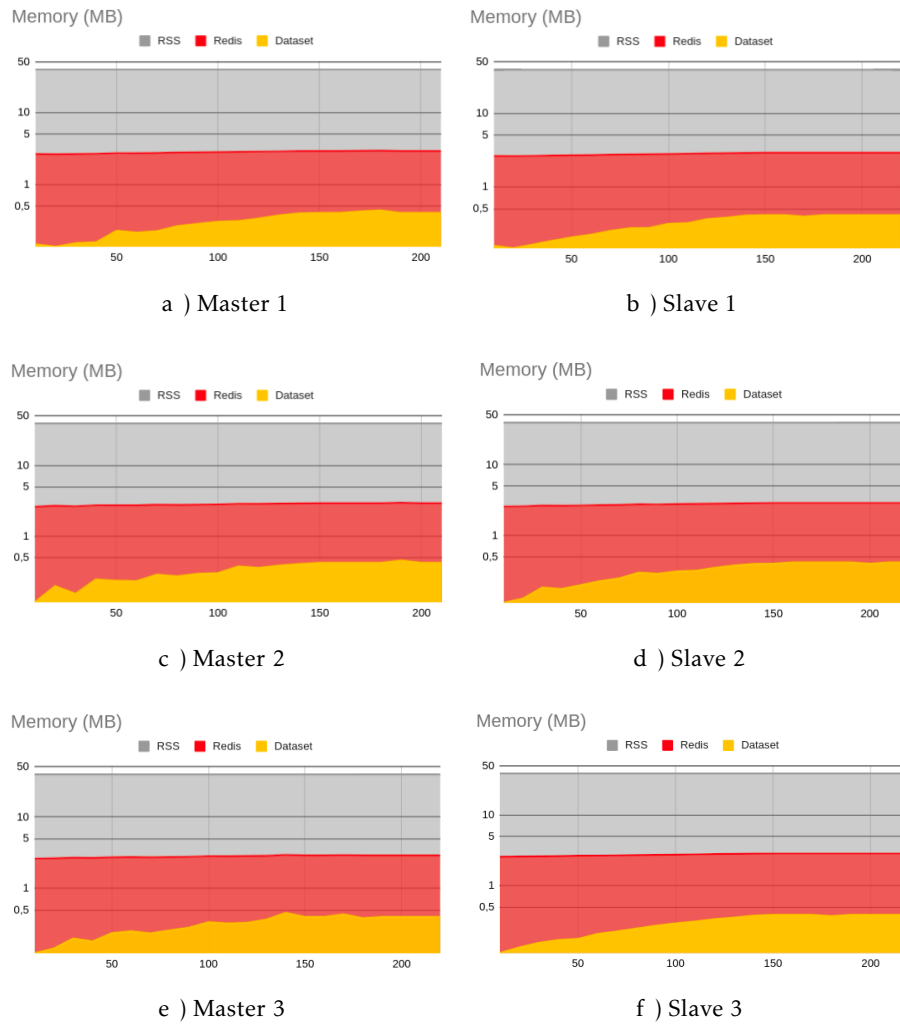 Memory (MB)
RSS Redis Dataset
50
10
5
1
0,5
50 100 150 200
a ) Master 1
Memory (MB)
RSS Redis Dataset
50
10
5
1
0,5
50 100 150 200
b ) Slave 1
Memory (MB)
RSS Redis Dataset
50
10
5
1
0,5
50 100 150 200
c ) Master 2
Memory (MB)
RSS Redis Dataset
50
10
5
1
0,5
50 100 150 200
d ) Slave 2
Memory (MB)
RSS Redis Dataset
50
10
5
1
0,5
50 100 150 200
e ) Master 3
Memory (MB)
RSS Redis Dataset
50
10
5
1
0,5
50 100 150 200
f ) Slave 3